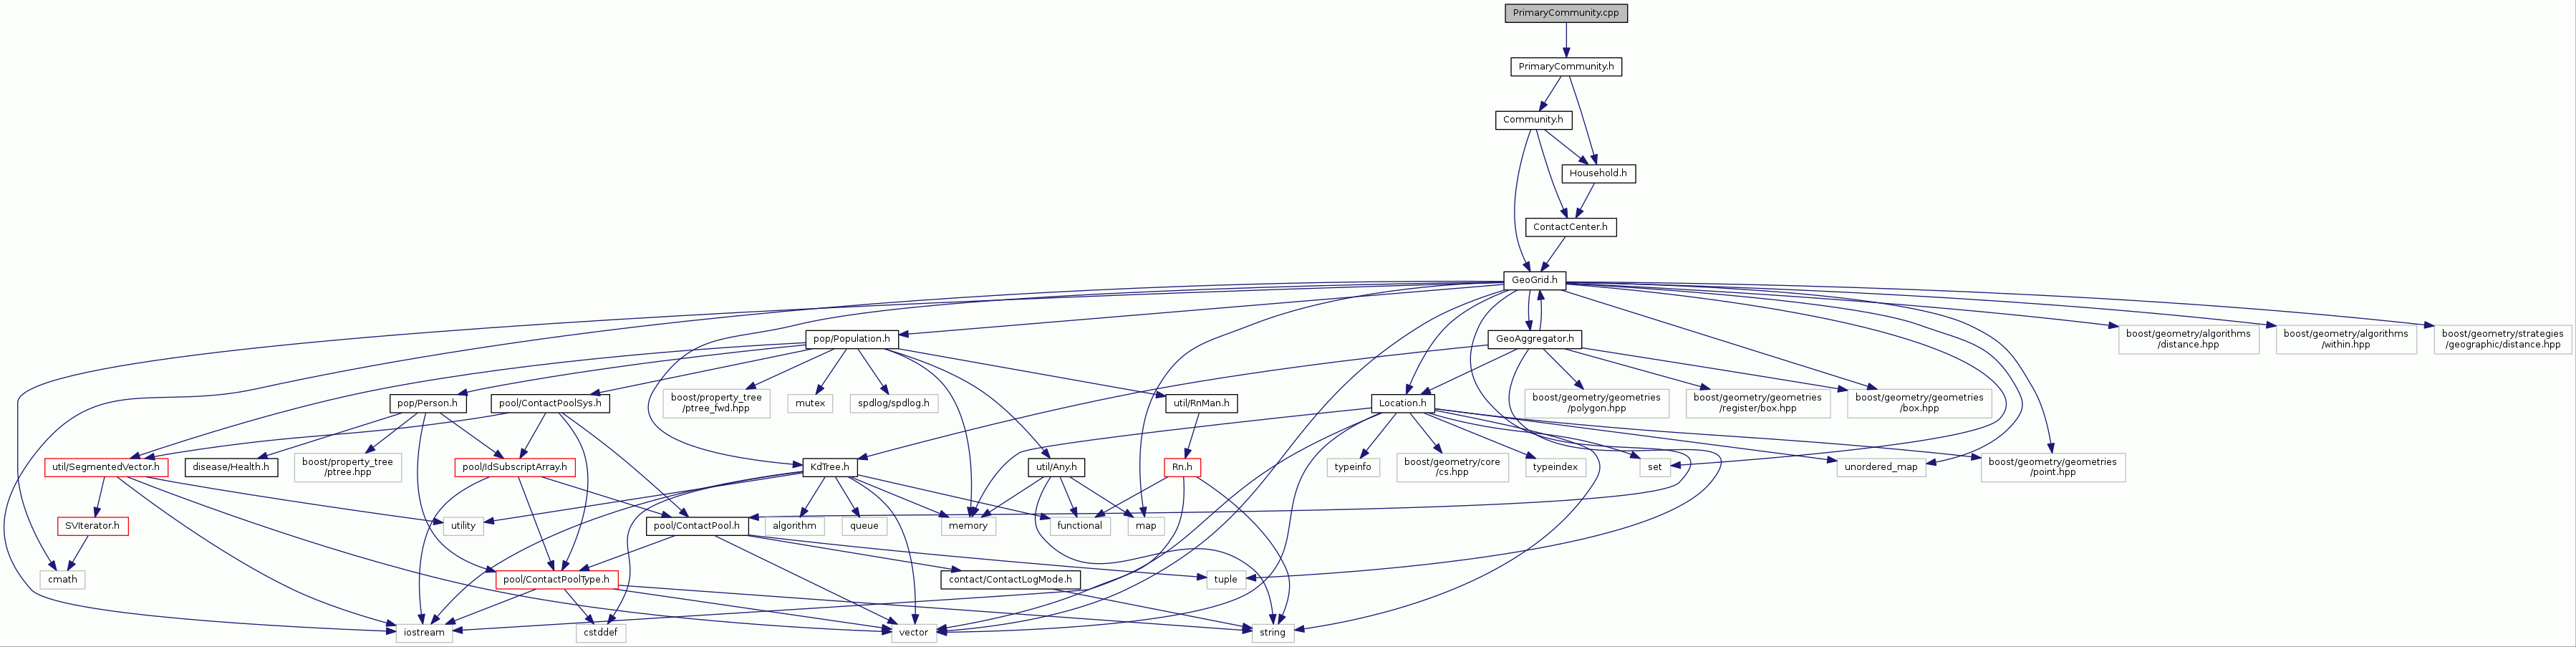 PrimaryCommunity.cpp
PrimaryCommunity.h
Community.h
Household.h
ContactCenter.h
GeoGrid.h
pop/Population.h
GeoAggregator.h
boost/geometry/algorithms
/distance.hpp
boost/geometry/algorithms
/within.hpp
boost/geometry/strategies
/geographic/distance.hpp
pop/Person.h
pool/ContactPoolSys.h
boost/property_tree
/ptree_fwd.hpp
mutex
spdlog/spdlog.h
util/RnMan.h
Location.h
boost/geometry/geometries
/polygon.hpp
boost/geometry/geometries
/register/box.hpp
boost/geometry/geometries
/box.hpp
util/SegmentedVector.h
disease/Health.h
boost/property_tree
/ptree.hpp
pool/IdSubscriptArray.h
KdTree.h
util/Any.h
Rn.h
typeinfo
boost/geometry/core
/cs.hpp
typeindex
set
unordered_map
boost/geometry/geometries
/point.hpp
SVIterator.h
utility
pool/ContactPool.h
algorithm
queue
memory
functional
map
cmath
pool/ContactPoolType.h
contact/ContactLogMode.h
tuple
iostream
cstddef
vector
string